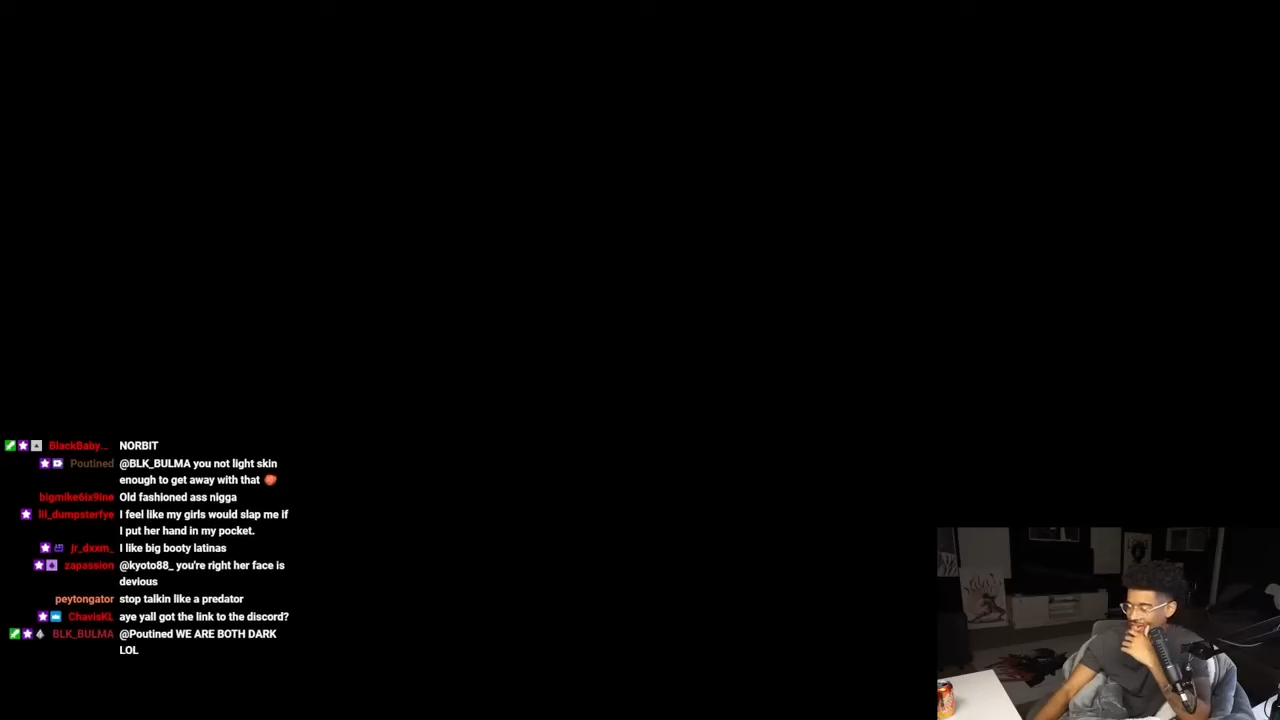 BlackBaby... NORBIT
Poutined @BLK_BULMA you not light skin
enough to get away with that
bigmike6ix9ine Old fashioned ass nigga
lil_dumpsterfye I feel like my girls would slap me if
I put her hand in my pocket.
jr_dxxm_ I like big booty latinas
zapassion @kyoto88_ you're right her face is
devious
peytongator stop talkin like a predator
ChavisKL aye yall got the link to the discord?
BLK_BULMA @Poutined WE ARE BOTH DARK
LOL